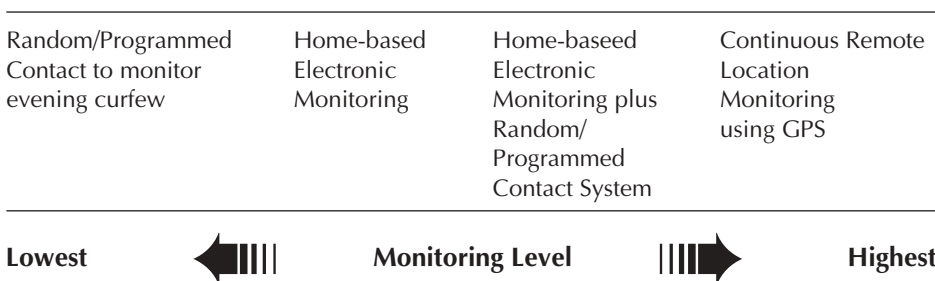 Random/Programmed
Contact to monitor
evening curfew
Home-based
Electronic
Monitoring
Home-baseed
Electronic
Monitoring plus
Random/
Programmed
Contact System
Continuous Remote
Location
Monitoring
using GPS
Lowest Monitoring Level Highest